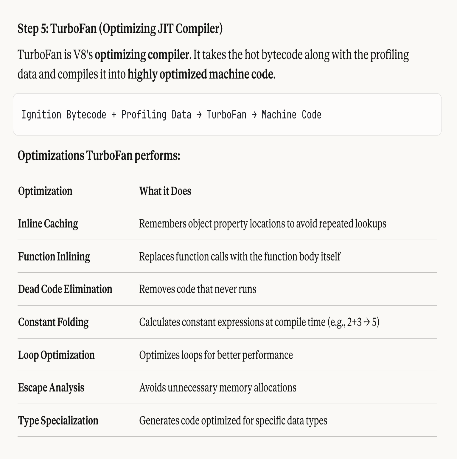 Step 5: TurboFan (Optimizing JIT Compiler)
TurboFan is V8's optimizing compiler. It takes the hot bytecode along with the profiling
data and compiles it into highly optimized machine code.
Ignition Bytecode + Profiling Data → TurboFan → Machine Code
Optimizations TurboFan performs:
Optimization What it Does
Inline Caching Remembers object property locations to avoid repeated lookups
Function Inlining Replaces function calls with the function body itself
Dead Code Elimination Removes code that never runs
Constant Folding Calculates constant expressions at compile time (e.g., 2+3 → 5)
Loop Optimization Optimizes loops for better performance
Escape Analysis Avoids unnecessary memory allocations
Type Specialization Generates code optimized for specific data types